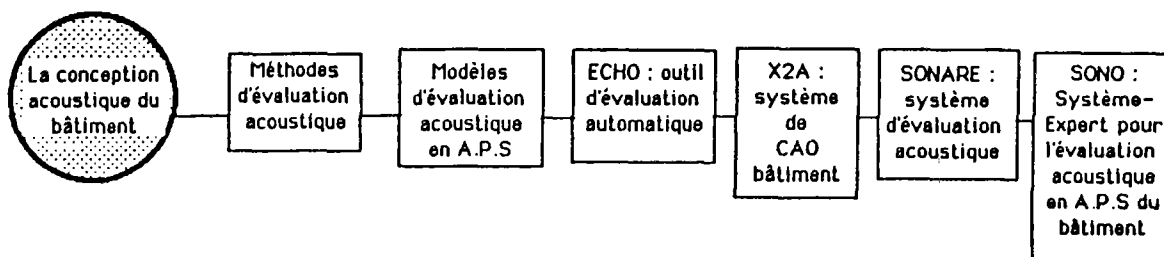 La conception
acoustique du
bâtiment
Méthodes
d'évaluation
acoustique
Modèles
d'évaluation
acoustique
en A.P.S
ECHO : outil
d'évaluation
automatique
X2A :
système
de
CAO
bâtiment
SONARE :
système
d'évaluation
acoustique
SONO :
Système-
Expert pour
l'évaluation
acoustique
en A.P.S du
bâtiment